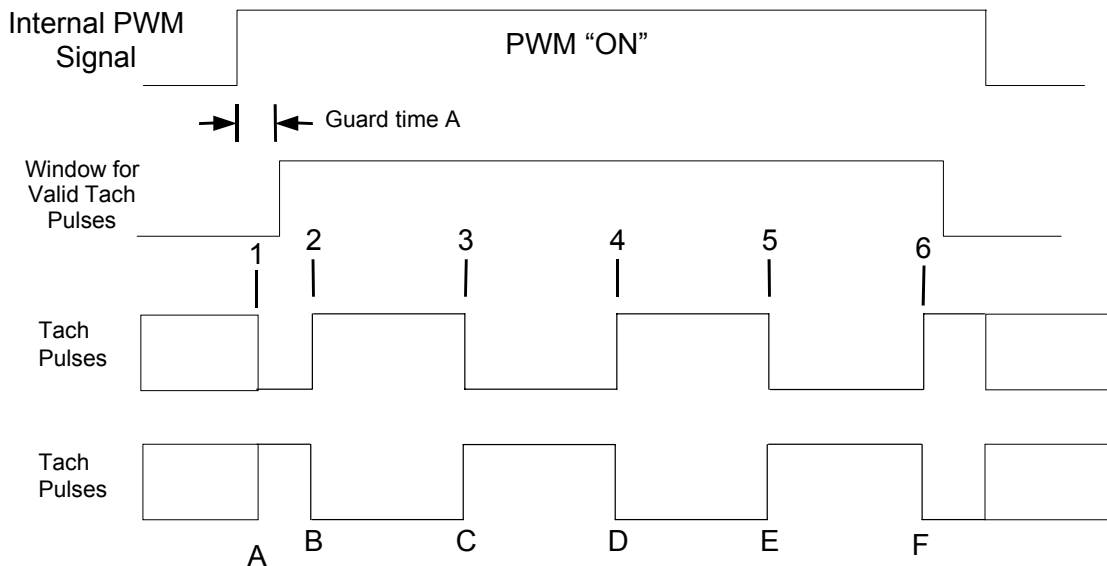 Internal PWM
Signal
PWM “ON”
Guard time A
Window for
Valid Tach
Pulses
1
2
3
4
5
6
Tach
Pulses
Tach
Pulses
A
B
C
D
E
F